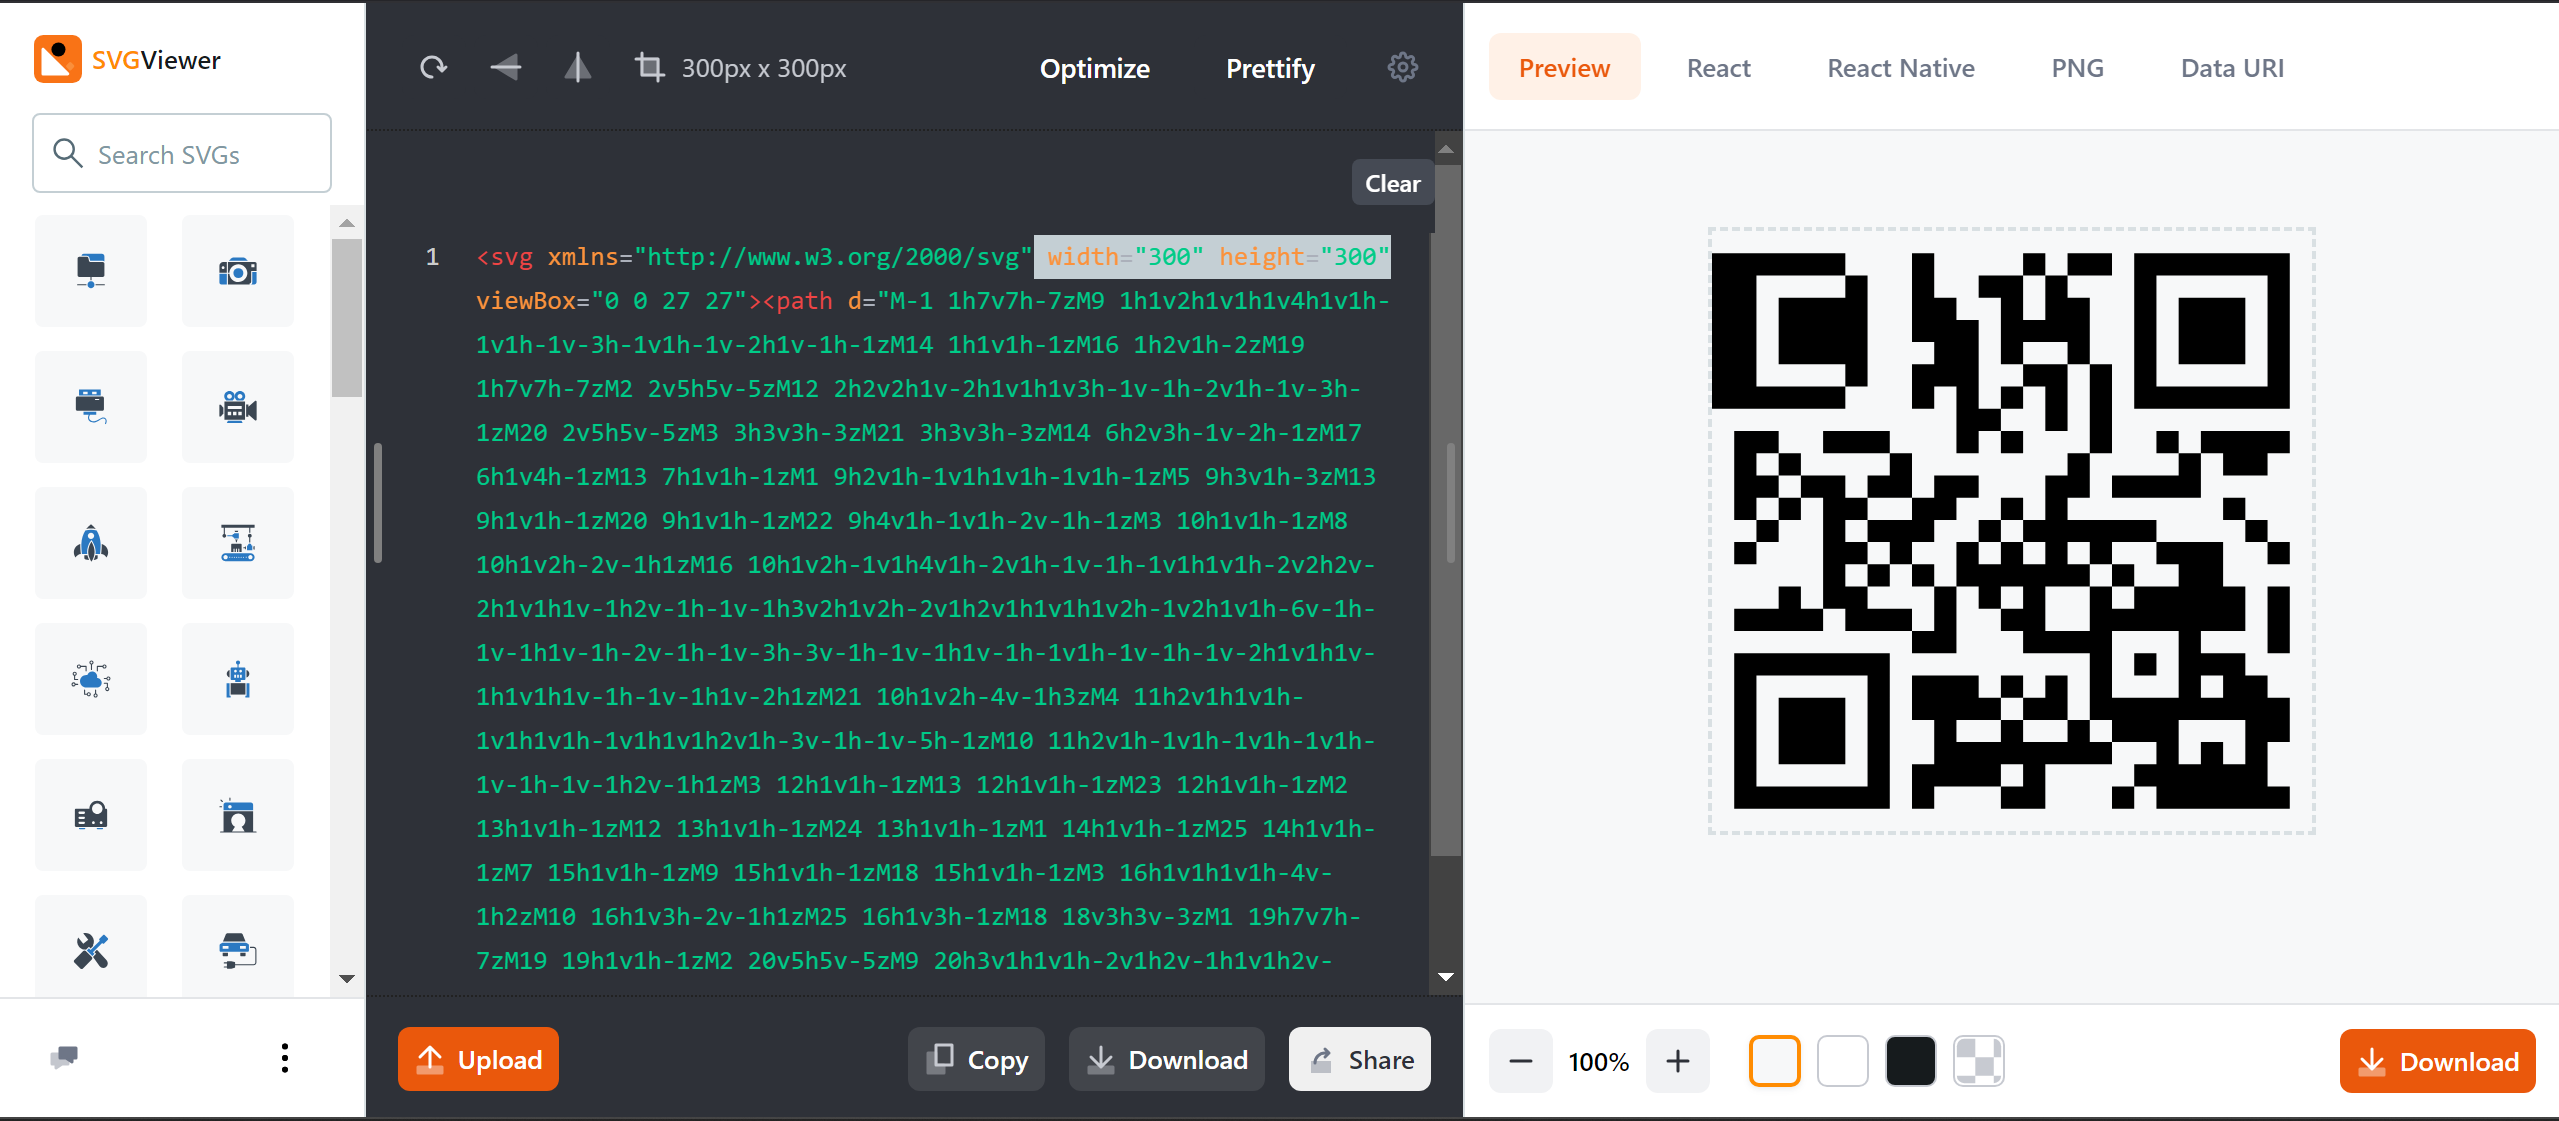 SVGViewer
Search SVGs
300px x 300px
Optimize
Prettify
Clear
1
<svg xmlns="http://www.w3.org/2000/svg" width="300" height="300"
viewBox="0 0 27 27"><path d="M-1 1h7v7h-7zM9 1h1v2h1v1h1v4h1v1h-
1v1h-1v-3h-1v1h-1v-2h1v-1h-1zM14 1h1v1h-1zM16 1h2v1h-2zM19
1h7v7h-7zM2 2v5h5v-5zM12 2h2v2h1v-2h1v1h1v3h-1v-1h-2v1h-1v-3h-
1zM20 2v5h5v-5zM3 3h3v3h-3zM21 3h3v3h-3zM14 6h2v3h-1v-2h-1zM17
6h1v4h-1zM13 7h1v1h-1zM1 9h2v1h-1v1h1v1h-1v1h-1zM5 9h3v1h-3zM13
9h1v1h-1zM20 9h1v1h-1zM22 9h4v1h-1v1h-2v-1h-1zM3 10h1v1h-1zM8
10h1v2h-2v-1h1zM16 10h1v2h-1v1h4v1h-2v1h-1v-1h-1v1h1v1h-2v2h2v-
2h1v1h1v-1h2v-1h-1v-1h3v2h1v2h-2v1h2v1h1v1h1v2h-1v2h1v1h-6v-1h-
1v-1h1v-1h-2v-1h-1v-3h-3v-1h-1v-1h1v-1h-1v1h-1v-1h-1v-2h1v1h1v-
1h1v1h1v-1h-1v-1h1v-2h1zM21 10h1v2h-4v-1h3zM4 11h2v1h1v1h-
1v1h1v1h-1v1h1v1h2v1h-3v-1h-1v-5h-1zM10 11h2v1h-1v1h-1v1h-1v1h-
1v-1h-1v-1h2v-1h1zM3 12h1v1h-1zM13 12h1v1h-1zM23 12h1v1h-1zM2
13h1v1h-1zM12 13h1v1h-1zM24 13h1v1h-1zM1 14h1v1h-1zM25 14h1v1h-
1zM7 15h1v1h-1zM9 15h1v1h-1zM18 15h1v1h-1zM3 16h1v1h1v1h-4v-
1h2zM10 16h1v3h-2v-1h1zM25 16h1v3h-1zM18 18v3h3v-3zM1 19h7v7h-
7zM19 19h1v1h-1zM2 20v5h5v-5zM9 20h3v1h1v1h-2v1h2v-1h1v1h2v-
Upload
Copy
Download
Share
Preview
React
React Native
PNG
Data URI
100%
Download